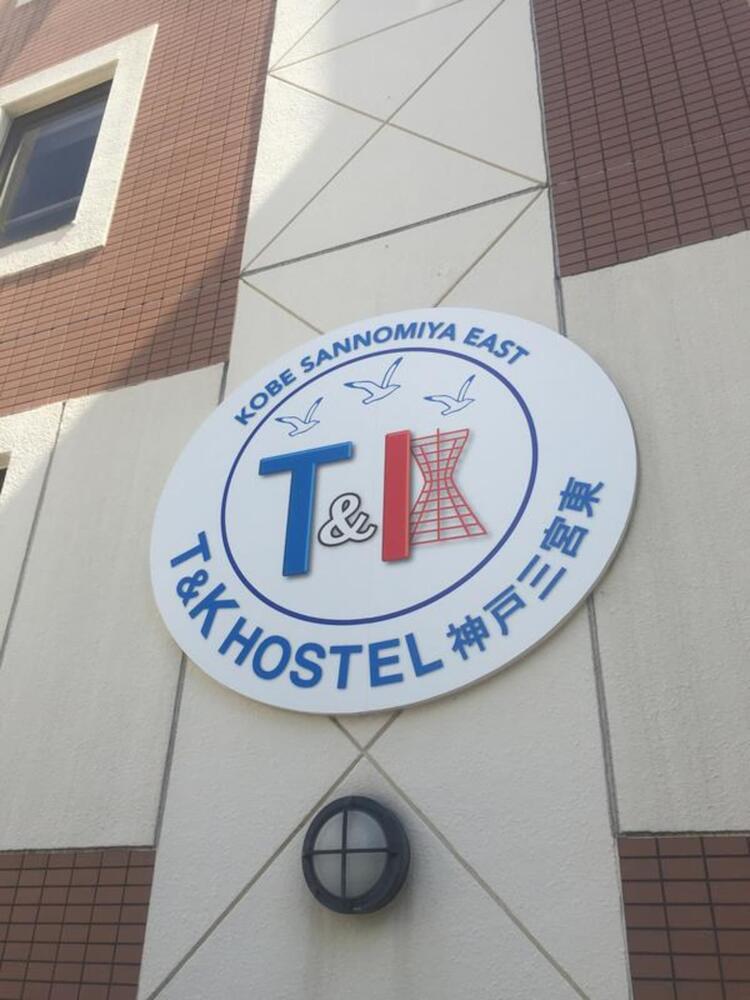 KOBE SANNOMIYA EAST
T&K
T&K HOSTEL 神戸三宮東